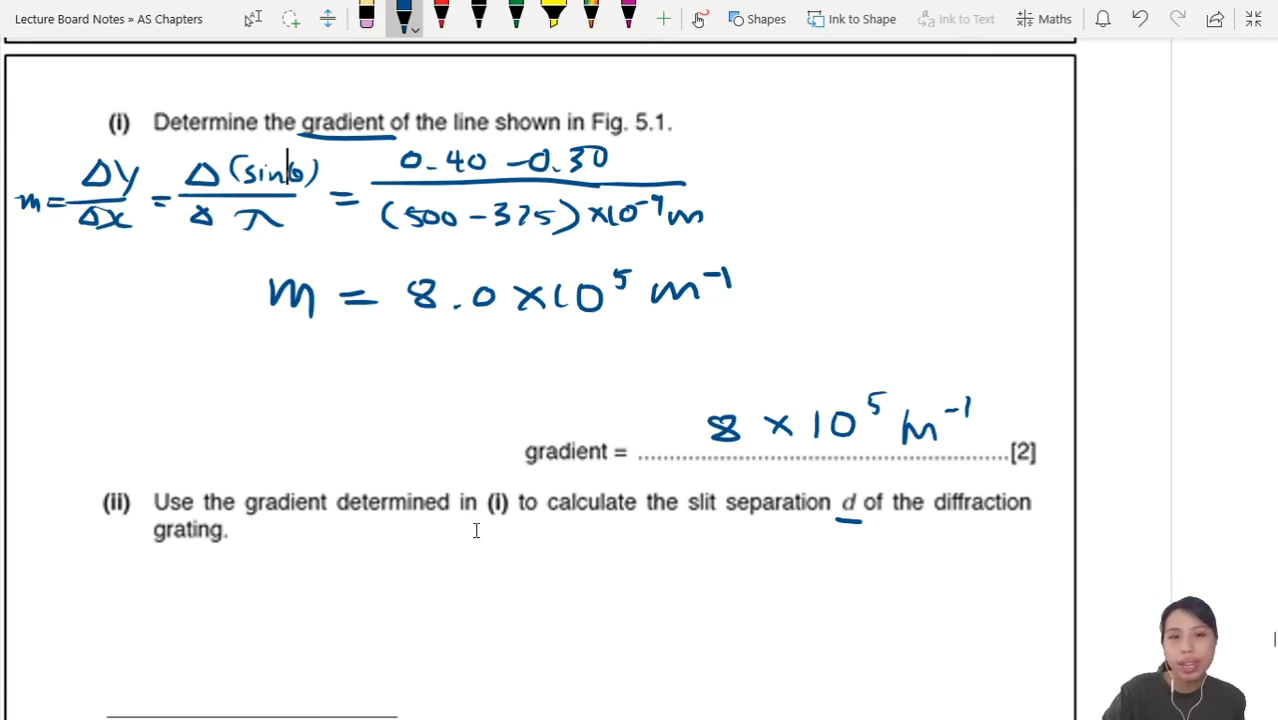 Lecture Board Notes » AS Chapters
Shapes
Ink to Shape
Ink to Text
Maths
(i) Determine the gradient of the line shown in Fig. 5.1.
m = Δy/Δx = Δ(sinθ)/Δλ = 0.40 - 0.30/(500 - 375) × 10⁻⁹ m
m = 8.0 × 10⁵ m⁻¹
8 × 10⁵ m⁻¹
gradient = ......................................................[2]
(ii) Use the gradient determined in (i) to calculate the slit separation d of the diffraction
grating.